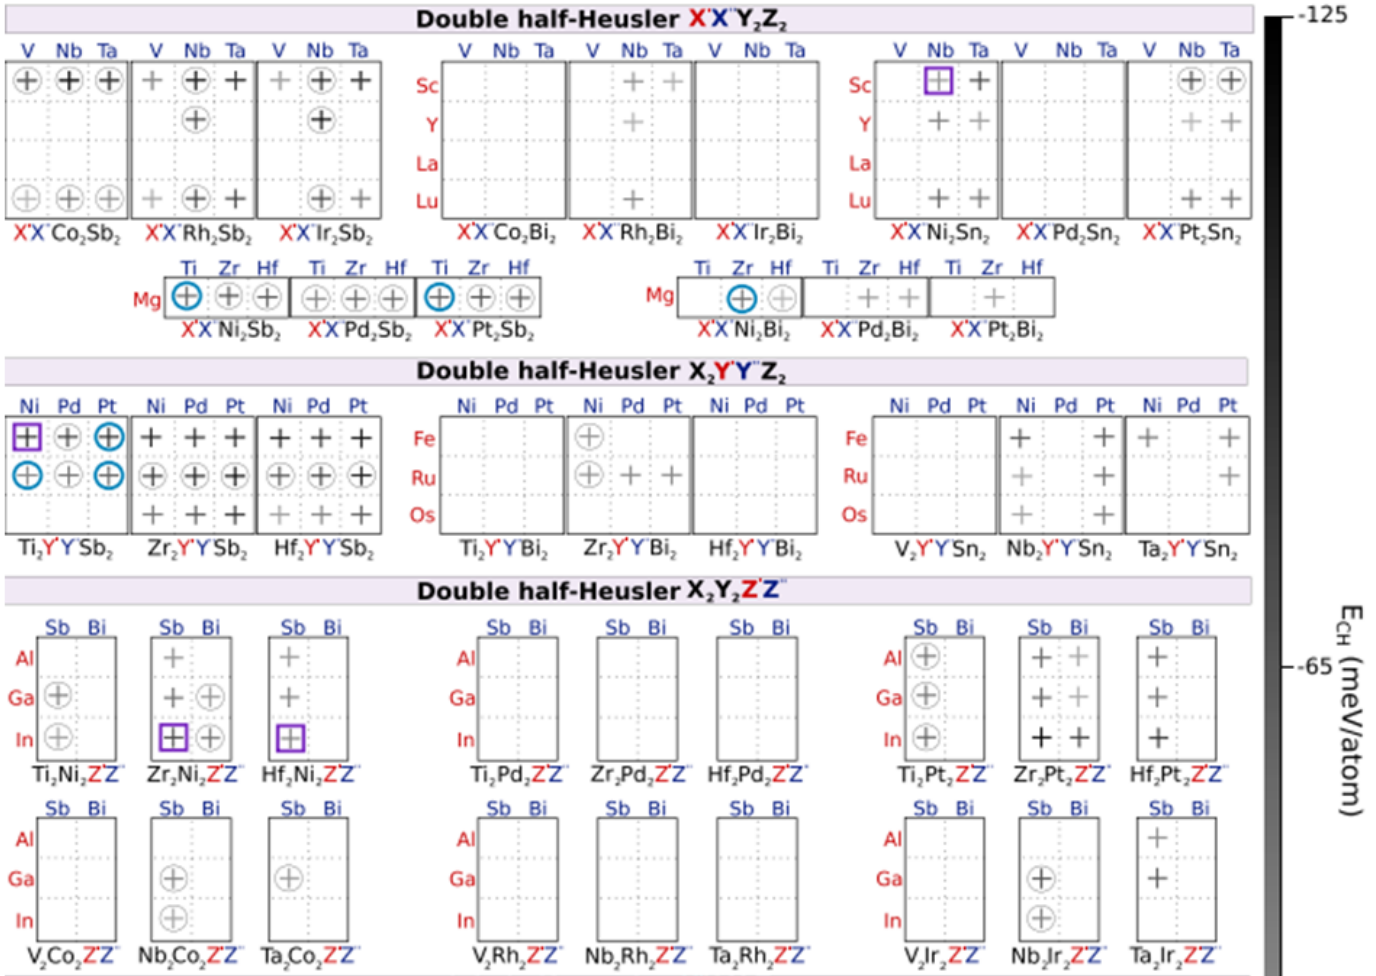 Double half-Heusler X'X''Y₂Z₂
-125
V Nb Ta V Nb Ta V Nb Ta V Nb Ta V Nb Ta V Nb Ta V Nb Ta V Nb Ta V Nb Ta
Sc Sc
Y Y
La La
Lu Lu
X'X''Co₂Sb₂ X'X''Rh₂Sb₂ X'X''Ir₂Sb₂ X'X''Co₂Bi₂ X'X''Rh₂Bi₂ X'X''Ir₂Bi₂ X'X''Ni₂Sn₂ X'X''Pd₂Sn₂ X'X''Pt₂Sn₂
Ti Zr Hf Ti Zr Hf Ti Zr Hf Ti Zr Hf Ti Zr Hf Ti Zr Hf
Mg Mg
X'X''Ni₂Sb₂ X'X''Pd₂Sb₂ X'X''Pt₂Sb₂ X'X''Ni₂Bi₂ X'X''Pd₂Bi₂ X'X''Pt₂Bi₂
Double half-Heusler X₂Y'Y''Z₂
Ni Pd Pt Ni Pd Pt Ni Pd Pt Ni Pd Pt Ni Pd Pt Ni Pd Pt Ni Pd Pt Ni Pd Pt Ni Pd Pt
Fe Fe
Ru Ru
Os Os
Ti₂Y'Y''Sb₂ Zr₂Y'Y''Sb₂ Hf₂Y'Y''Sb₂ Ti₂Y'Y''Bi₂ Zr₂Y'Y''Bi₂ Hf₂Y'Y''Bi₂ V₂Y'Y''Sn₂ Nb₂Y'Y''Sn₂ Ta₂Y'Y''Sn₂
Double half-Heusler X₂Y₂Z'Z''
Sb Bi Sb Bi Sb Bi Sb Bi Sb Bi Sb Bi Sb Bi Sb Bi Sb Bi
Al Al Al
Ga Ga Ga
In In In
Ti₂Ni₂Z'Z'' Zr₂Ni₂Z'Z'' Hf₂Ni₂Z'Z'' Ti₂Pd₂Z'Z'' Zr₂Pd₂Z'Z'' Hf₂Pd₂Z'Z'' Ti₂Pt₂Z'Z'' Zr₂Pt₂Z'Z'' Hf₂Pt₂Z'Z''
Sb Bi Sb Bi Sb Bi Sb Bi Sb Bi Sb Bi Sb Bi Sb Bi Sb Bi
Al Al Al
Ga Ga Ga
In In In
V₂Co₂Z'Z'' Nb₂Co₂Z'Z'' Ta₂Co₂Z'Z'' V₂Rh₂Z'Z'' Nb₂Rh₂Z'Z'' Ta₂Rh₂Z'Z'' V₂Ir₂Z'Z'' Nb₂Ir₂Z'Z'' Ta₂Ir₂Z'Z''
-65
E_CH (meV/atom)